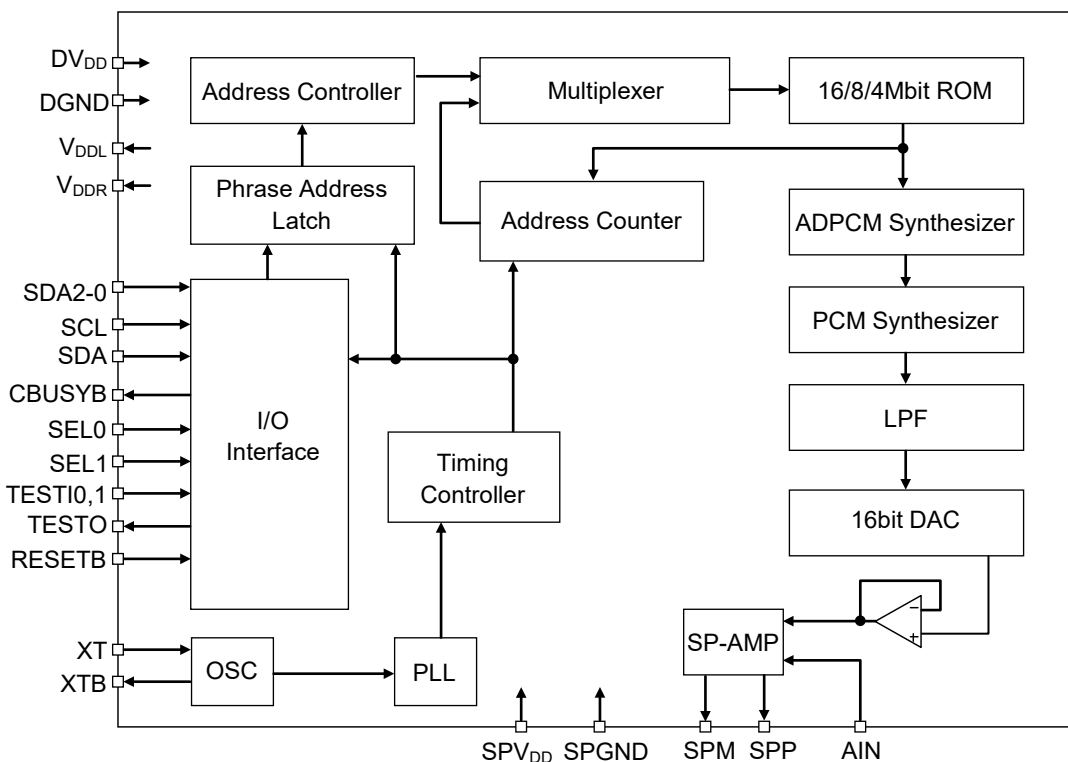 DVDD
DGND
VDDL
VDDR
SDA2-0
SCL
SDA
CBUSYB
SEL0
SEL1
TESTI0,1
TESTO
RESETB
XT
XTB
Address Controller
Phrase Address
Latch
I/O
Interface
OSC
PLL
Timing
Controller
Multiplexer
Address Counter
16/8/4Mbit ROM
ADPCM Synthesizer
PCM Synthesizer
LPF
16bit DAC
−
+
SP-AMP
SPVDD
SPGND
SPM
SPP
AIN